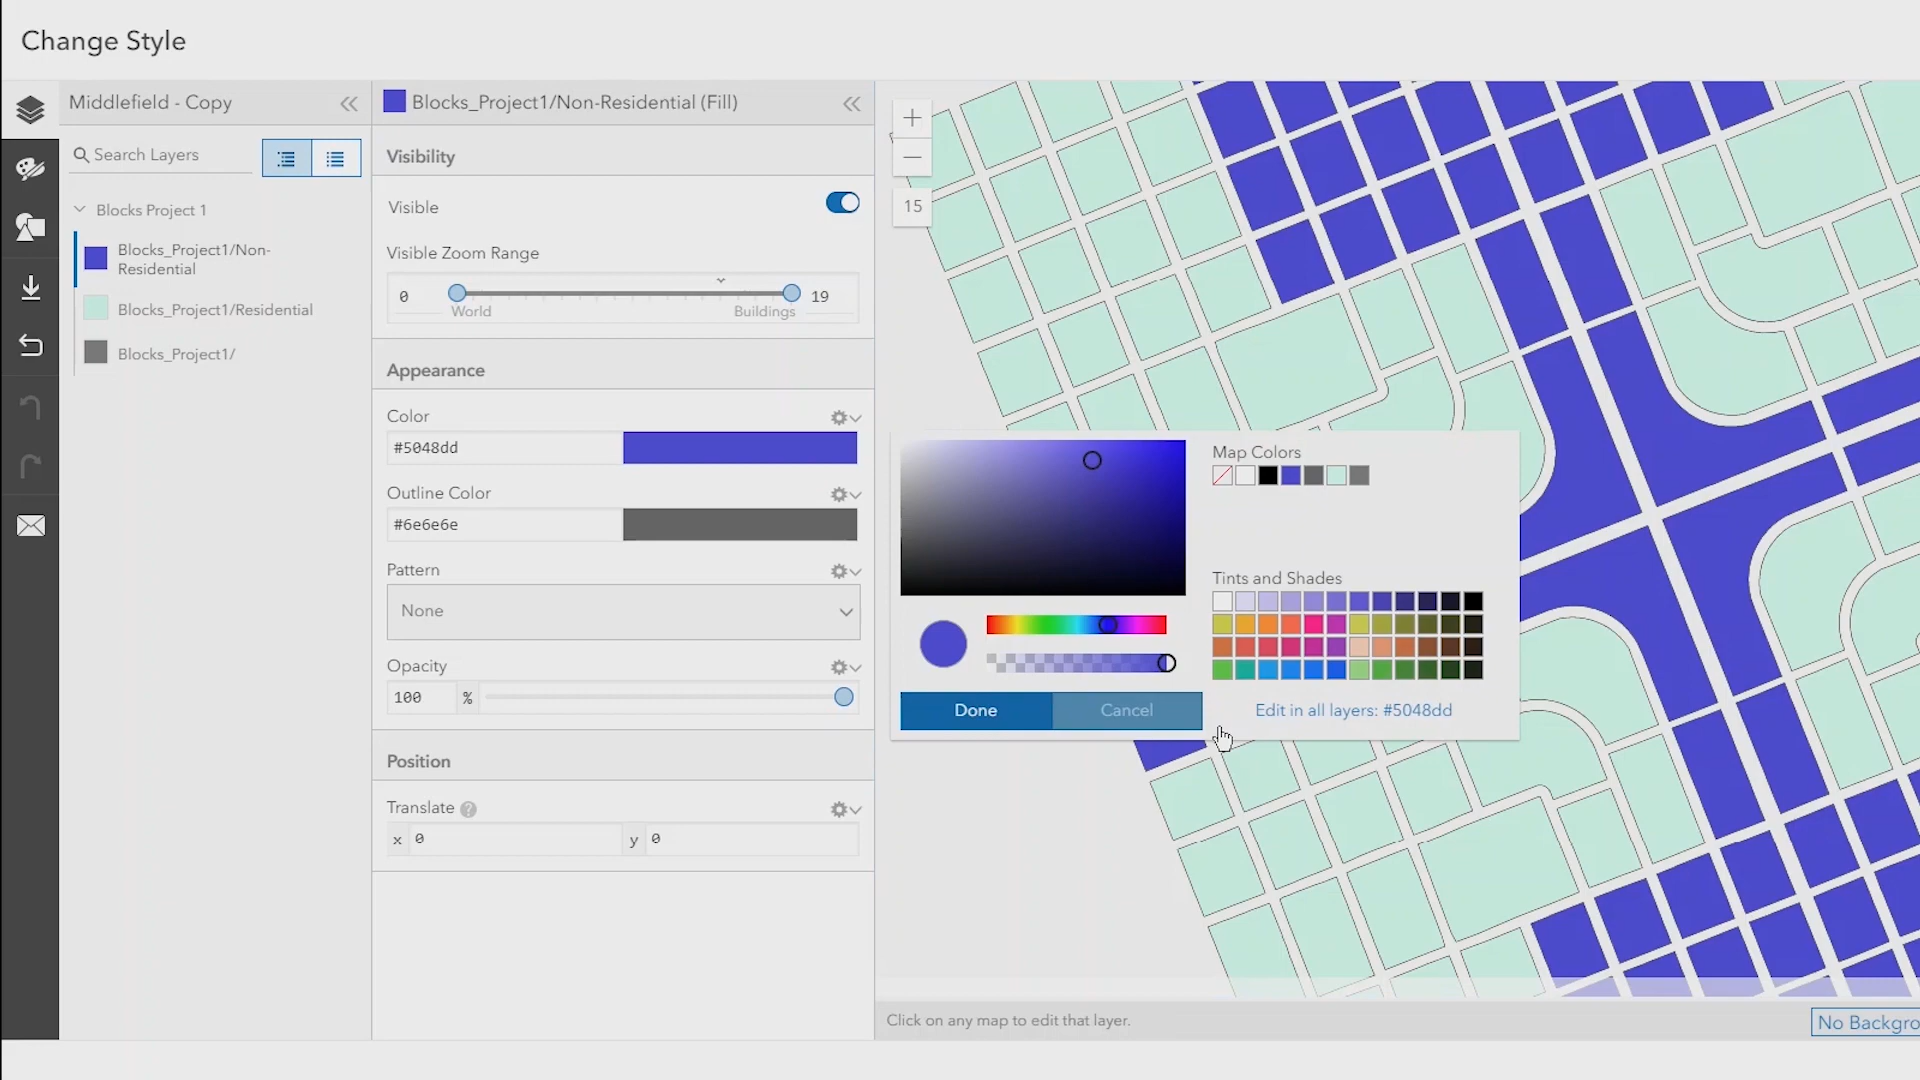 Change Style
Middlefield - Copy
Search Layers
Blocks Project 1
Blocks_Project1/Non-
Residential
Blocks_Project1/Residential
Blocks_Project1/
Blocks_Project1/Non-Residential (Fill)
Visibility
Visible
Visible Zoom Range
0
19
World
Buildings
Appearance
Color
#5048dd
Outline Color
#6e6e6e
Pattern
None
Opacity
100 %
Position
Translate ?
x 0 y 0
+
−
15
Map Colors
Tints and Shades
Done
Cancel
Edit in all layers: #5048dd
Click on any map to edit that layer.
No Backgro